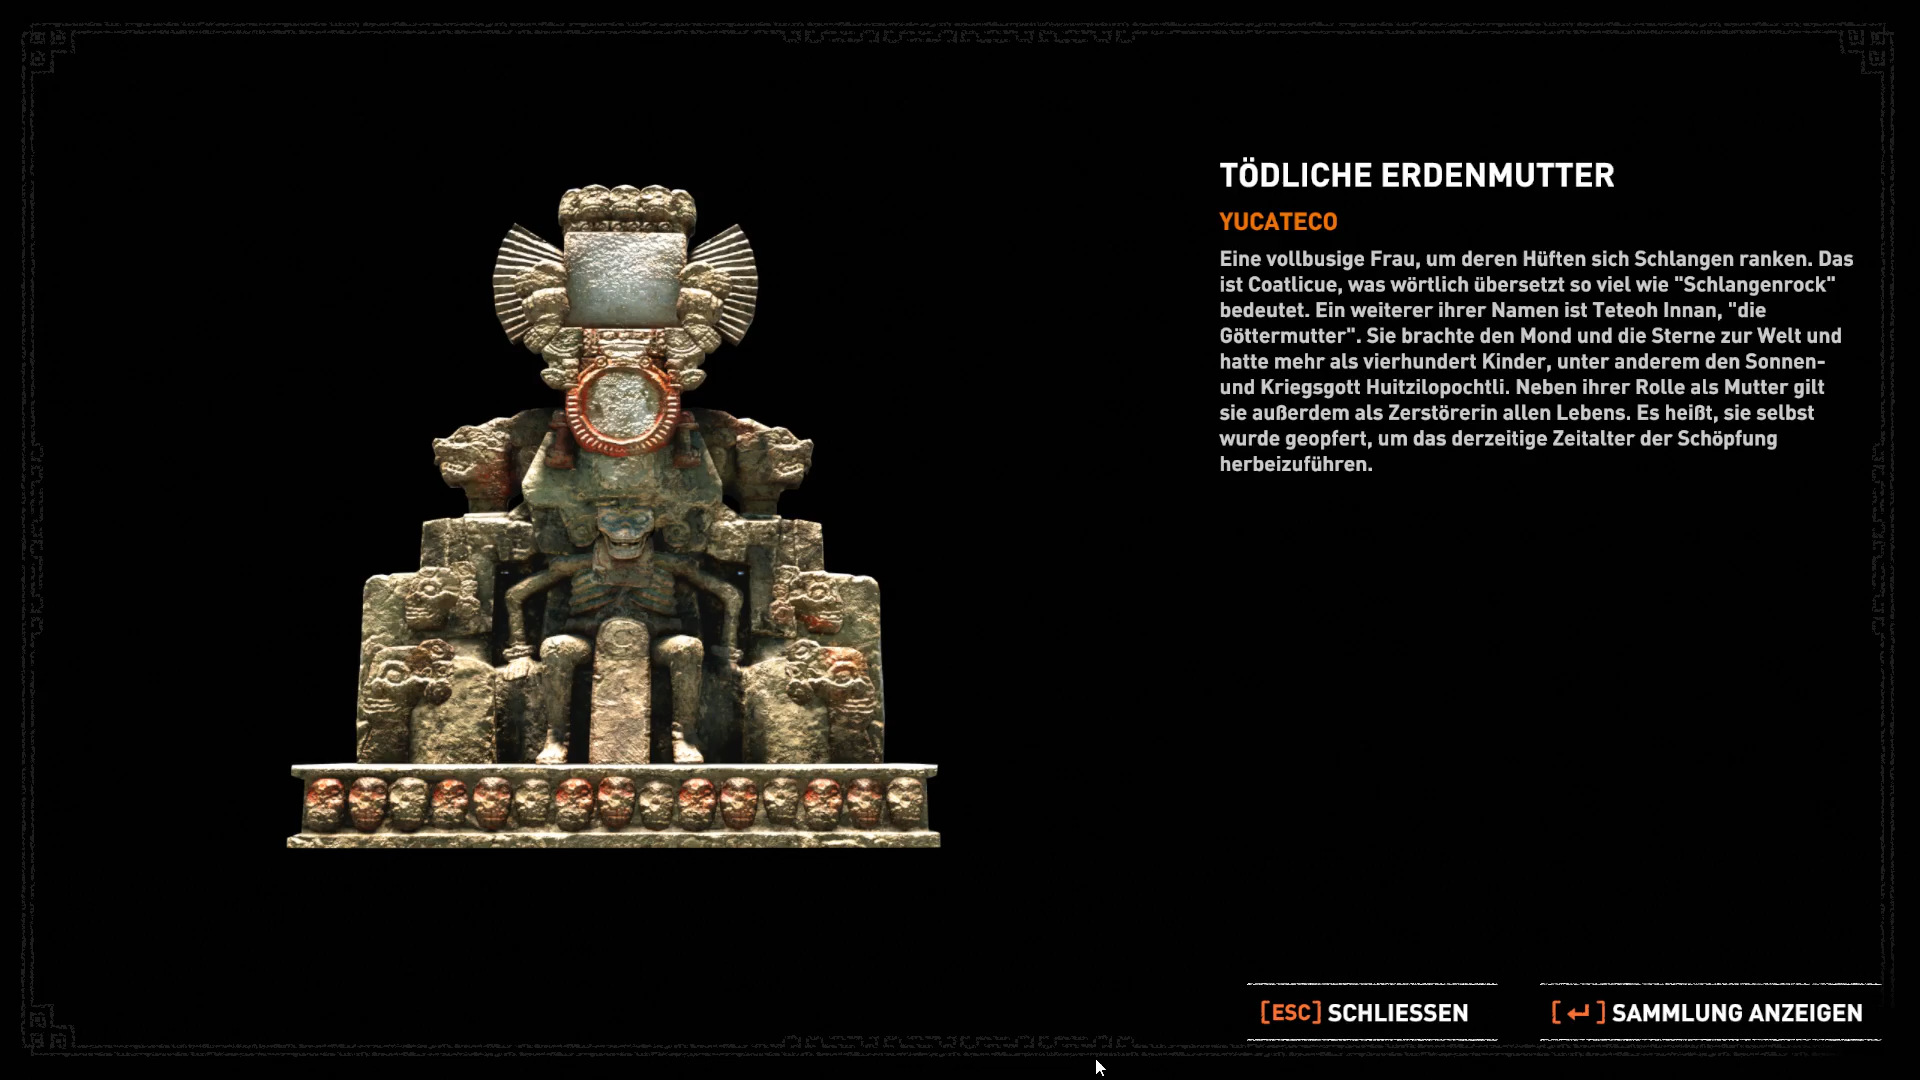 TÖDLICHE ERDENMUTTER
YUCATECO
Eine vollbusige Frau, um deren Hüften sich Schlangen ranken. Das
ist Coatlicue, was wörtlich übersetzt so viel wie "Schlangenrock"
bedeutet. Ein weiterer ihrer Namen ist Teteoh Innan, "die
Göttermutter". Sie brachte den Mond und die Sterne zur Welt und
hatte mehr als vierhundert Kinder, unter anderem den Sonnen-
und Kriegsgott Huitzilopochtli. Neben ihrer Rolle als Mutter gilt
sie außerdem als Zerstörerin allen Lebens. Es heißt, sie selbst
wurde geopfert, um das derzeitige Zeitalter der Schöpfung
herbeizuführen.
[ESC] SCHLIESSEN
[↵] SAMMLUNG ANZEIGEN